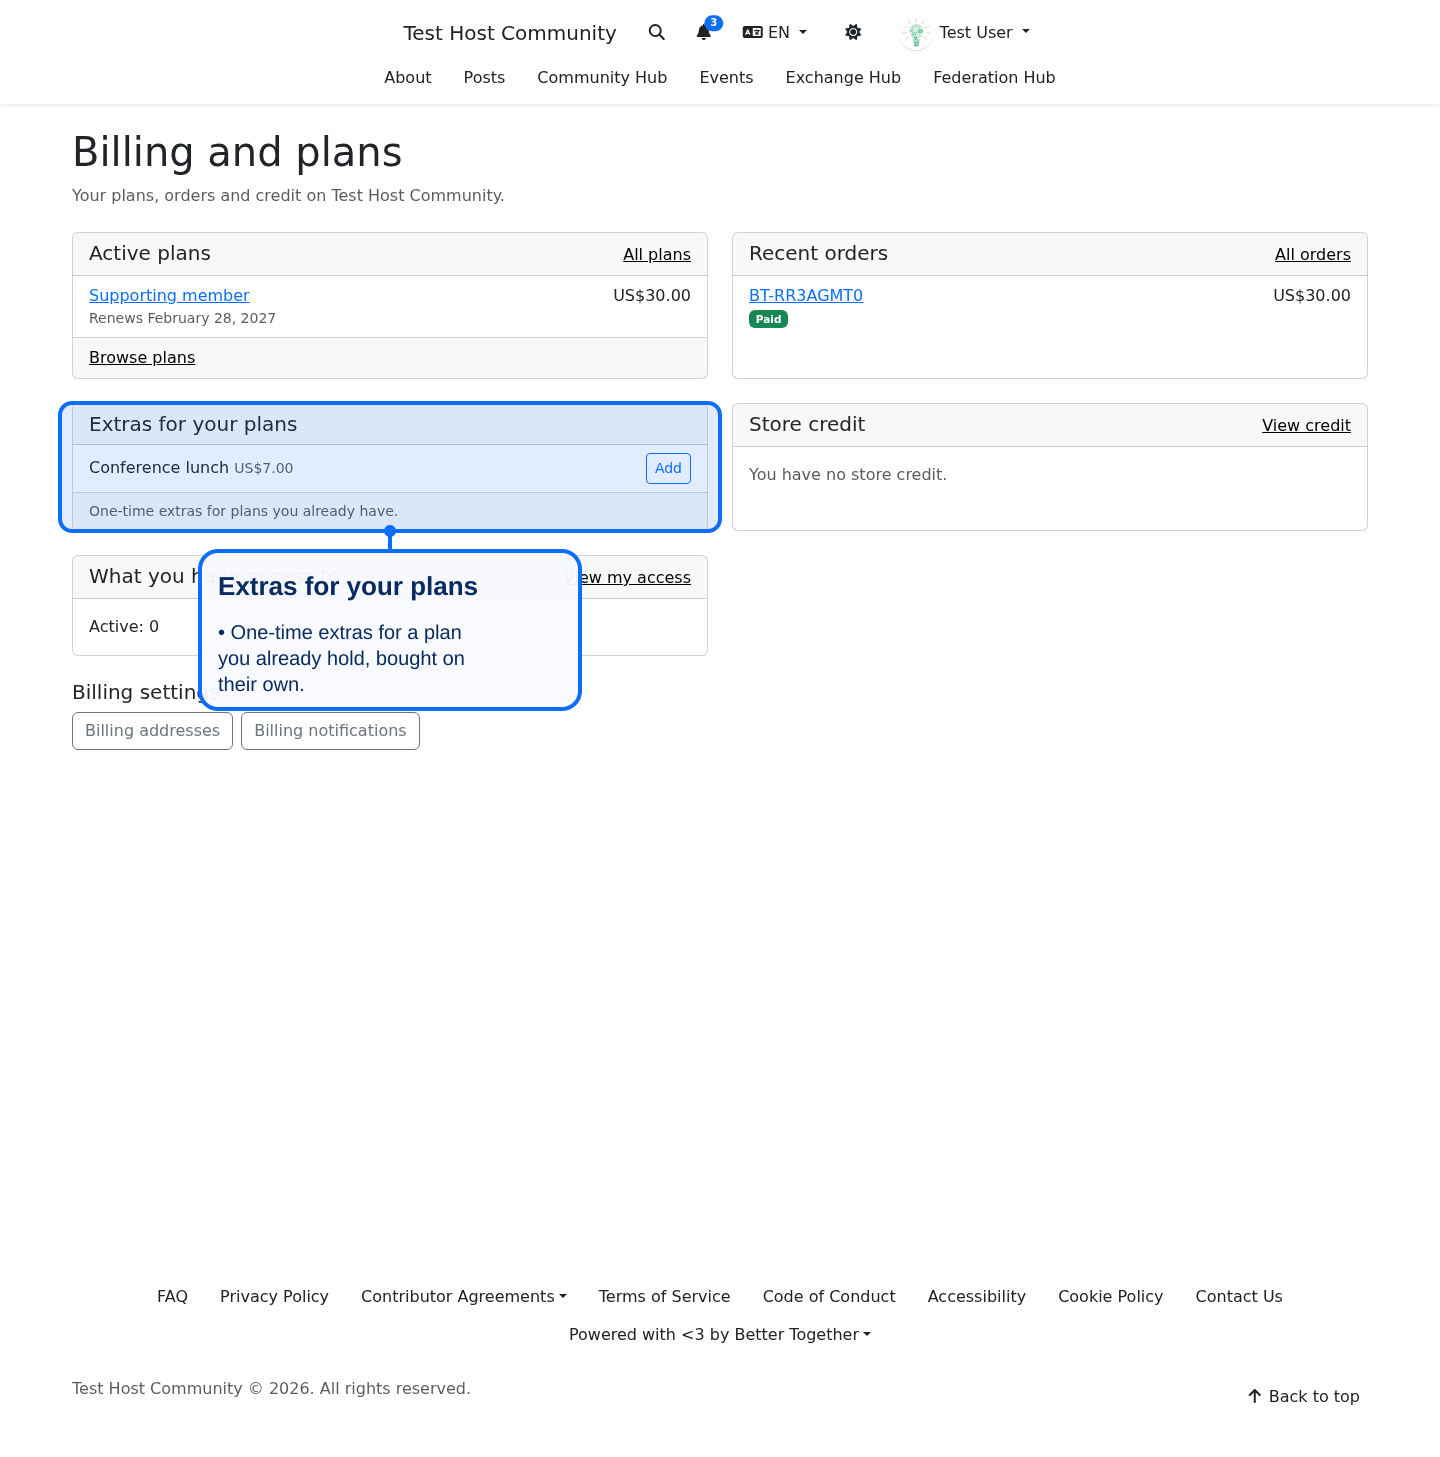 Test Host Community
3
EN
Test User
About Posts Community Hub Events Exchange Hub Federation Hub
Billing and plans
Your plans, orders and credit on Test Host Community.
Active plans All plans
Supporting member US$30.00
Renews February 28, 2027
Browse plans
Recent orders All orders
BT-RR3AGMT0 US$30.00
Paid
Extras for your plans
Conference lunch US$7.00 Add
One-time extras for plans you already have.
Store credit View credit
You have no store credit.
What you have access to View my access
Active: 0
Extras for your plans
• One-time extras for a plan
you already hold, bought on
their own.
Billing settings
Billing addresses Billing notifications
FAQ Privacy Policy Contributor Agreements Terms of Service Code of Conduct Accessibility Cookie Policy Contact Us
Powered with <3 by Better Together
Test Host Community © 2026. All rights reserved.
Back to top